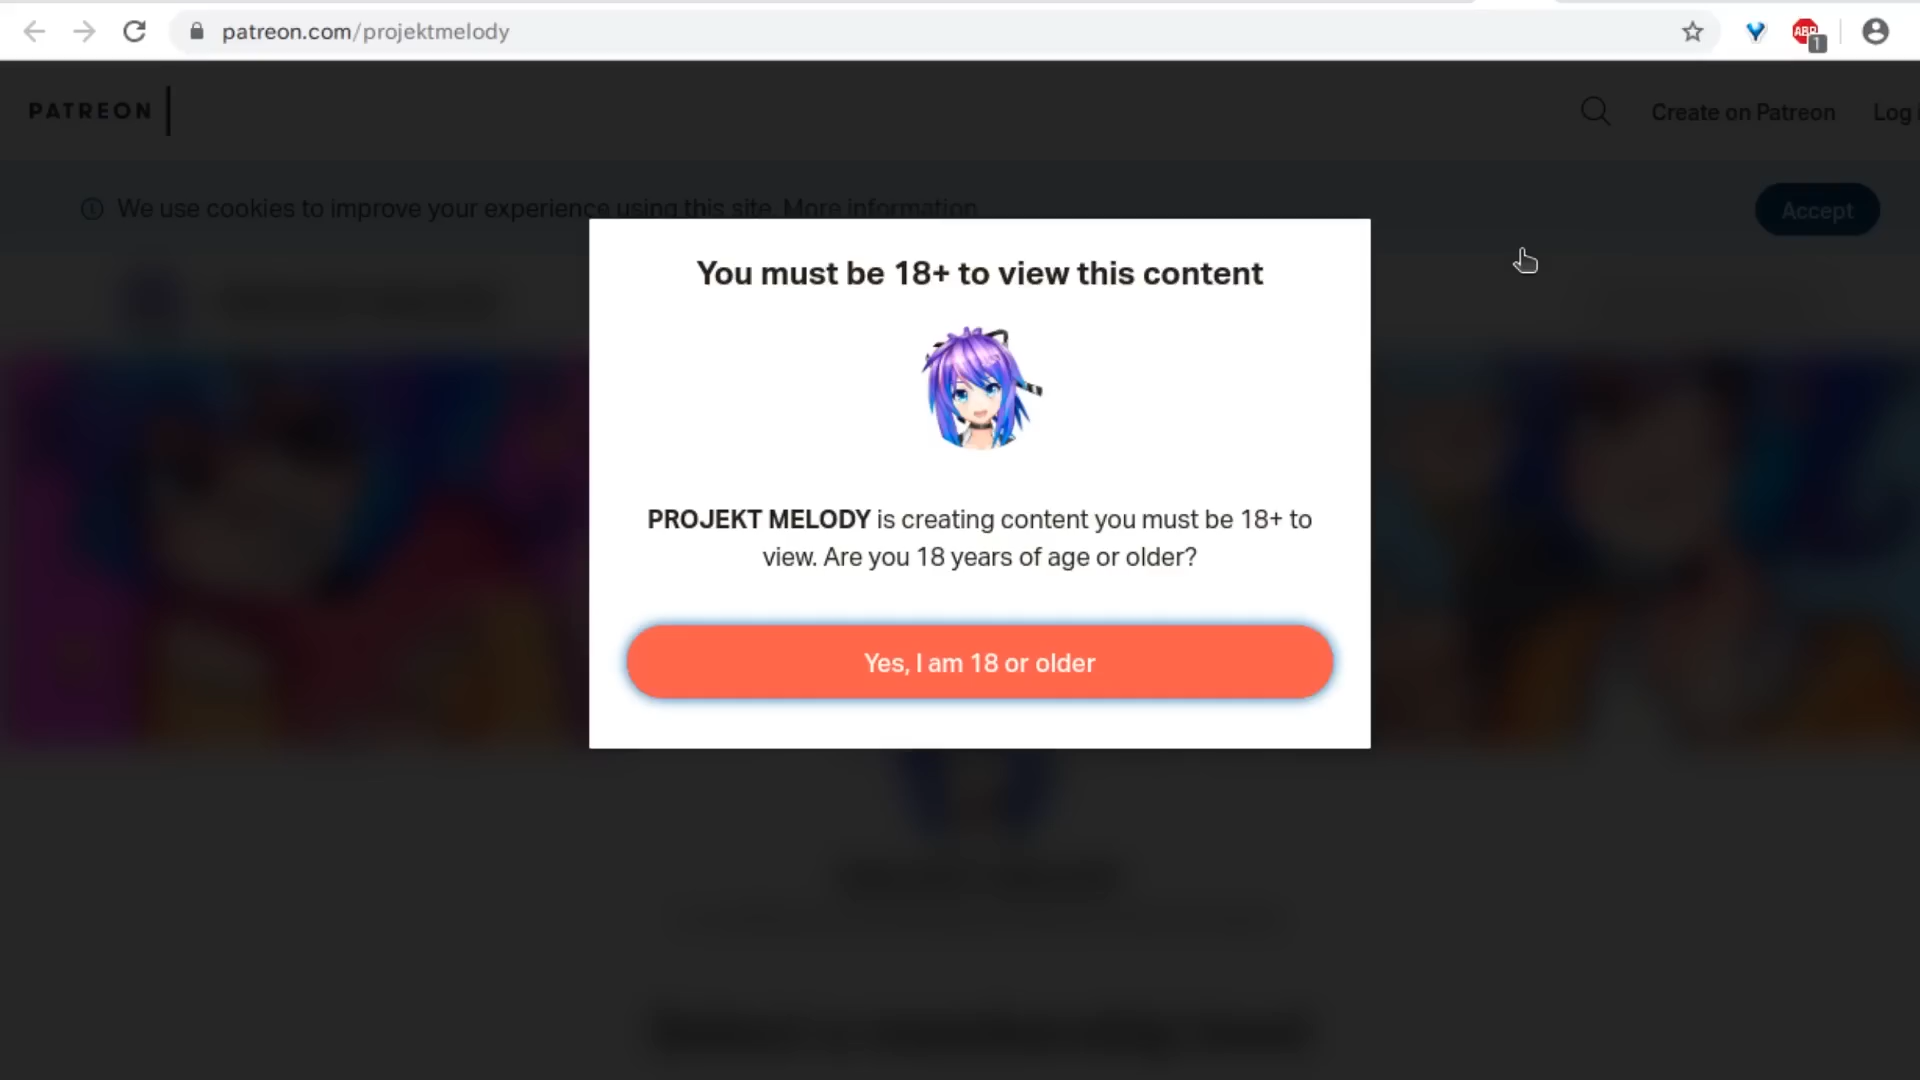 patreon.com/projektmelody
ABP
1
PATREON
Create on Patreon
Log
We use cookies to improve your experience using this site. More information
Accept
You must be 18+ to view this content
PROJEKT MELODY is creating content you must be 18+ to
view. Are you 18 years of age or older?
Yes, I am 18 or older